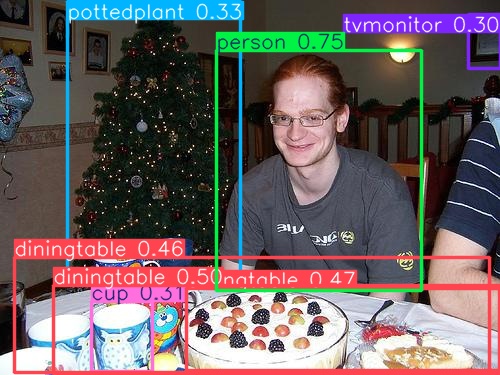 pottedplant 0.33
tvmonitor 0.30
person 0.75
diningtable 0.46
diningtable 0.50
ngtable 0.47
cup 0.31